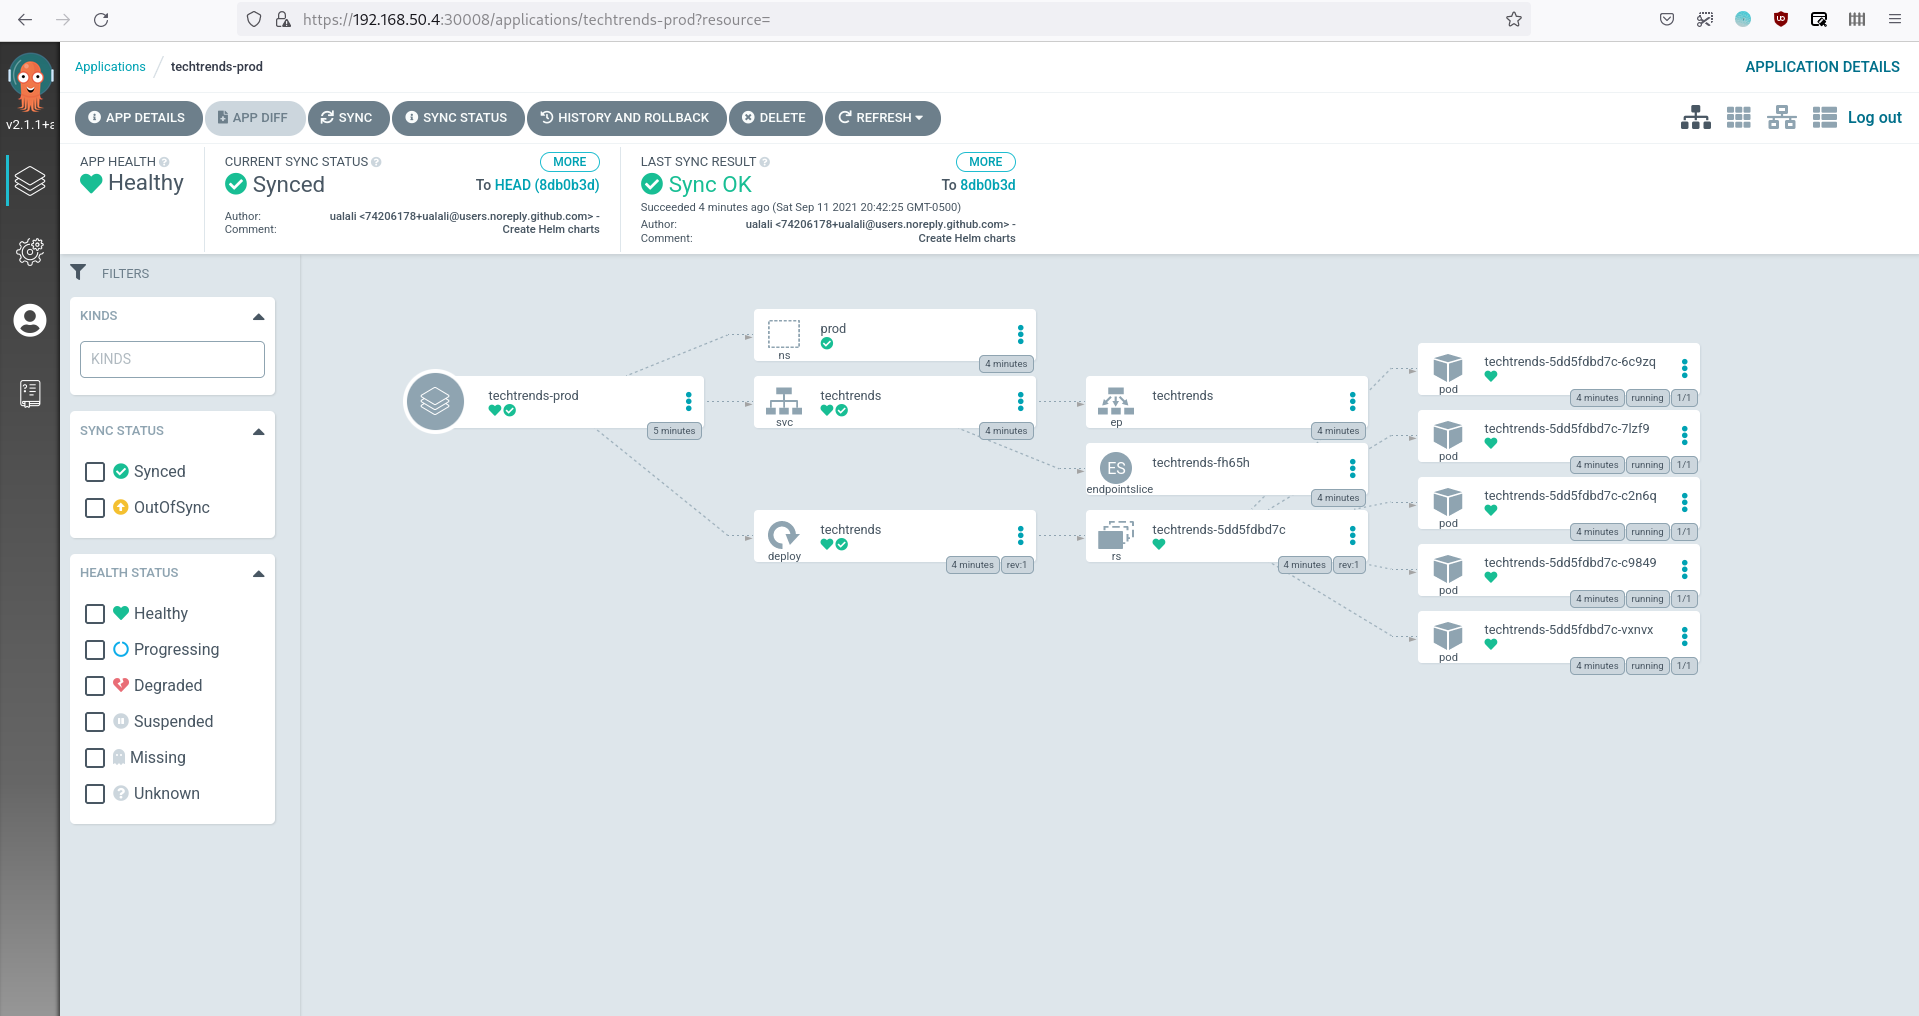 https://192.168.50.4:30008/applications/techtrends-prod?resource=
Applications / techtrends-prod
APPLICATION DETAILS
v2.1.1+a
APP DETAILS
APP DIFF
SYNC
SYNC STATUS
HISTORY AND ROLLBACK
DELETE
REFRESH
Log out
APP HEALTH
Healthy
CURRENT SYNC STATUS
MORE
Synced
To HEAD (8db0b3d)
Author: ualali <74206178+ualali@users.noreply.github.com> -
Comment: Create Helm charts
LAST SYNC RESULT
MORE
Sync OK
To 8db0b3d
Succeeded 4 minutes ago (Sat Sep 11 2021 20:42:25 GMT-0500)
Author: ualali <74206178+ualali@users.noreply.github.com> -
Comment: Create Helm charts
FILTERS
KINDS
KINDS
SYNC STATUS
Synced
OutOfSync
HEALTH STATUS
Healthy
Progressing
Degraded
Suspended
Missing
Unknown
techtrends-prod
5 minutes
prod
ns
4 minutes
techtrends
svc
4 minutes
techtrends
deploy
4 minutes rev:1
techtrends
ep
4 minutes
ES
techtrends-fh65h
endpointslice
4 minutes
techtrends-5dd5fdbd7c
rs
4 minutes rev:1
techtrends-5dd5fdbd7c-6c9zq
pod
4 minutes running 1/1
techtrends-5dd5fdbd7c-7lzf9
pod
4 minutes running 1/1
techtrends-5dd5fdbd7c-c2n6q
pod
4 minutes running 1/1
techtrends-5dd5fdbd7c-c9849
pod
4 minutes running 1/1
techtrends-5dd5fdbd7c-vxnvx
pod
4 minutes running 1/1